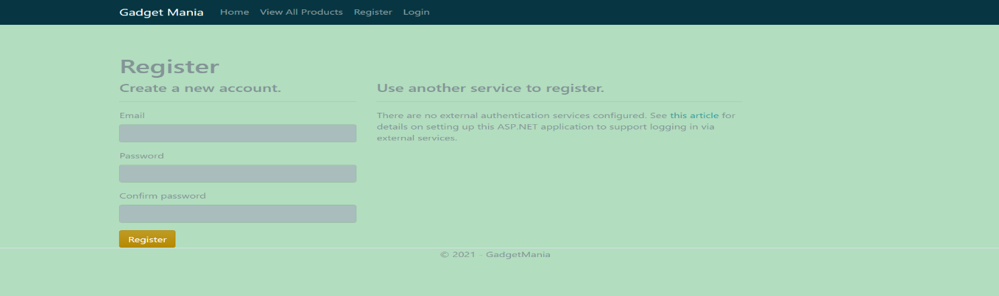 Gadget Mania Home View All Products Register Login
Register
Create a new account.
Email
Password
Confirm password
Register
Use another service to register.
There are no external authentication services configured. See this article for
details on setting up this ASP.NET application to support logging in via
external services.
© 2021 - GadgetMania